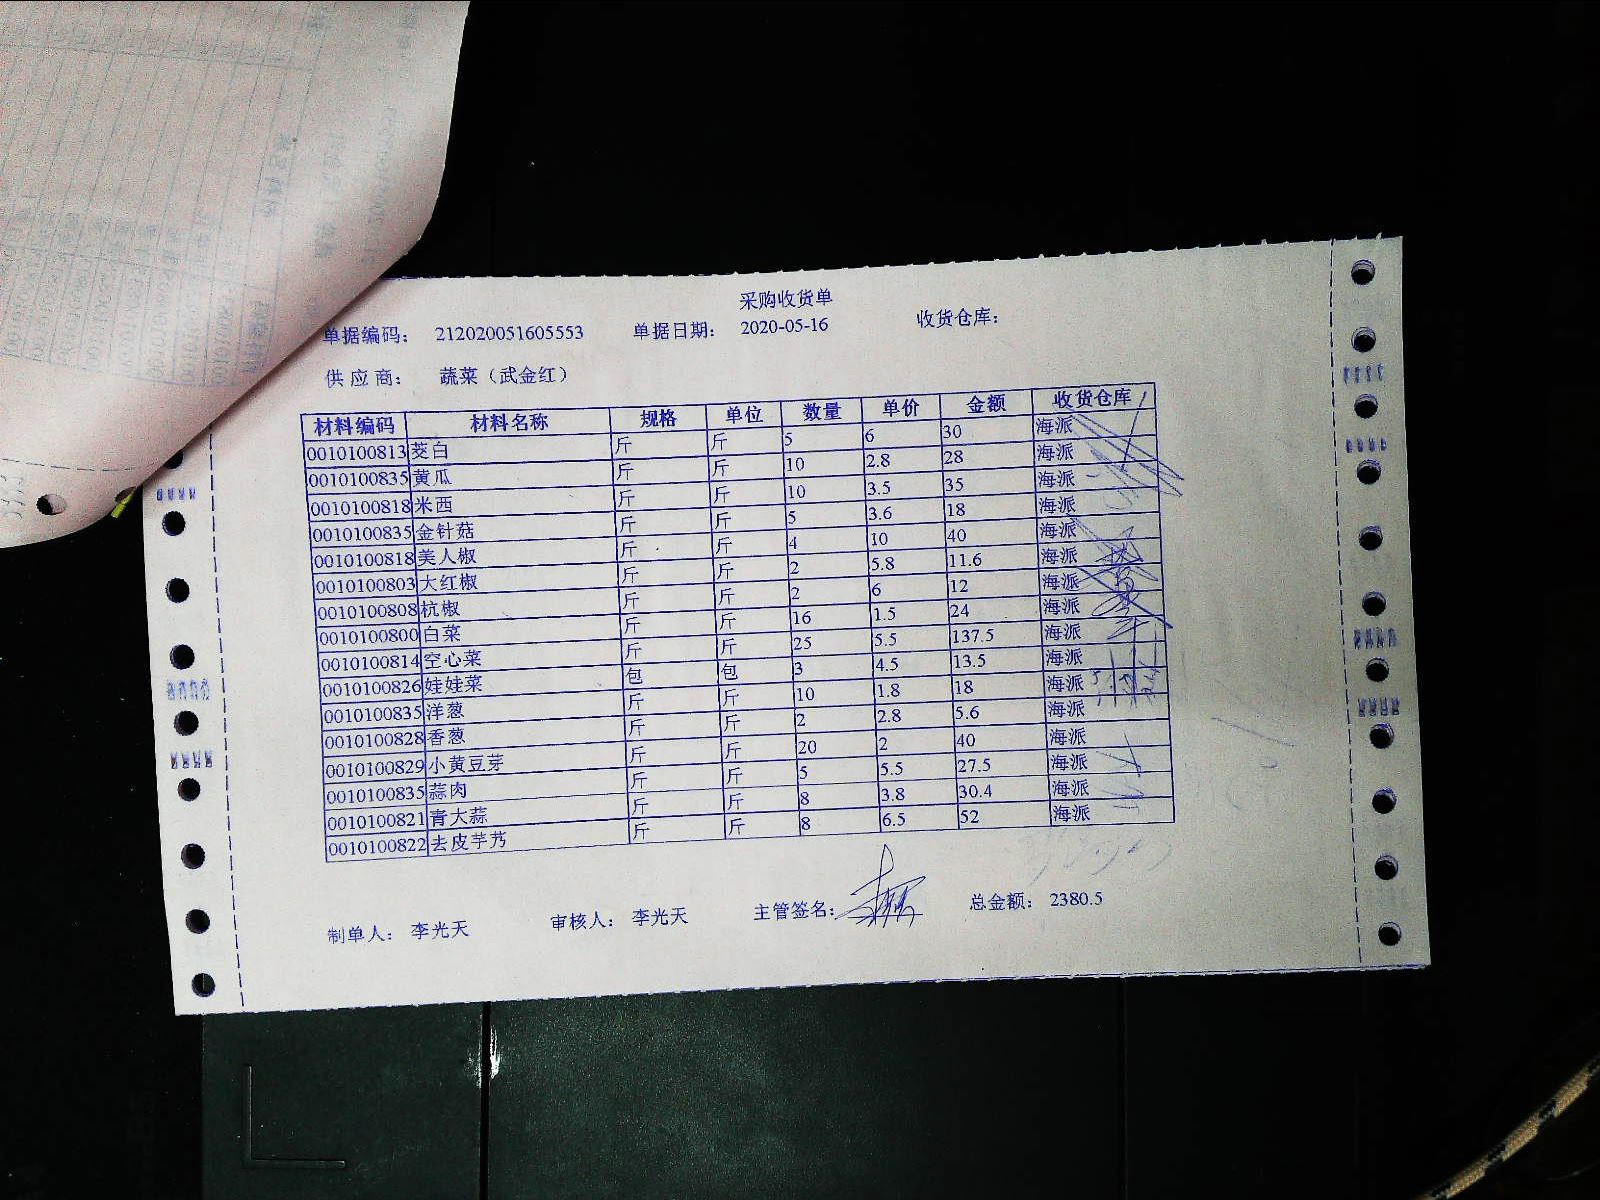 采购收货单
单据编码: 212020051605553 单据日期: 2020-05-16 收货仓库:
供应商: 蔬菜（武金红）
材料编码 材料名称 规格 单位 数量 单价 金额 收货仓库
0010100813 茭白 斤 斤 5 6 30 海派
0010100835 黄瓜 斤 斤 10 2.8 28 海派
0010100818 米西 斤 斤 10 3.5 35 海派
0010100835 金针菇 斤 斤 5 3.6 18 海派
0010100818 美人椒 斤 斤 4 10 40 海派
0010100803 大红椒 斤 斤 2 5.8 11.6 海派
0010100808 杭椒 斤 斤 2 6 12 海派
0010100800 白菜 斤 斤 16 1.5 24 海派
0010100814 空心菜 斤 斤 25 5.5 137.5 海派
0010100826 娃娃菜 包 包 3 4.5 13.5 海派
0010100835 洋葱 斤 斤 10 1.8 18 海派
0010100828 香葱 斤 斤 2 2.8 5.6 海派
0010100829 小黄豆芽 斤 斤 20 2 40 海派
0010100835 蒜肉 斤 斤 5 5.5 27.5 海派
0010100821 青大蒜 斤 斤 8 3.8 30.4 海派
0010100822 去皮芋艿 斤 斤 8 6.5 52 海派
制单人: 李光天 审核人: 李光天 主管签名: 总金额: 2380.5